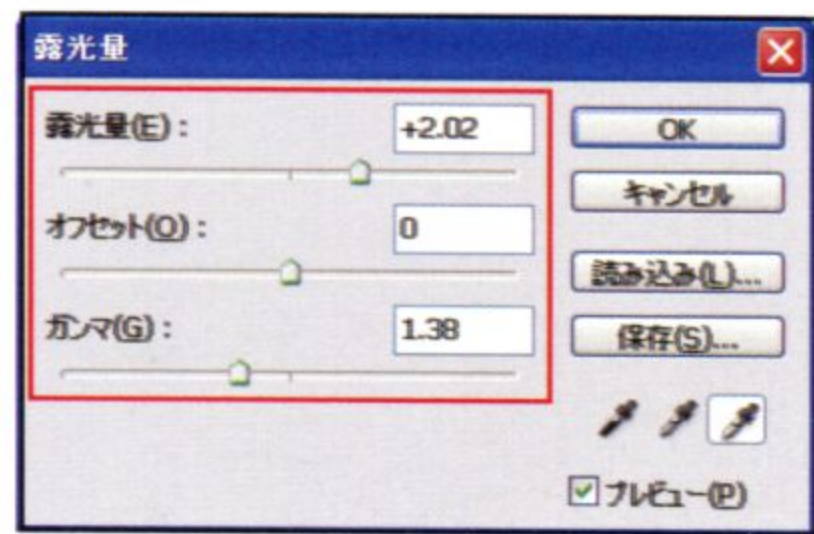 露光量
露光量(E)：
+2.02
オフセット(O)：
0
ガンマ(G)：
1.38
OK
キャンセル
読み込み(L)...
保存(S)...
プレビュー(P)